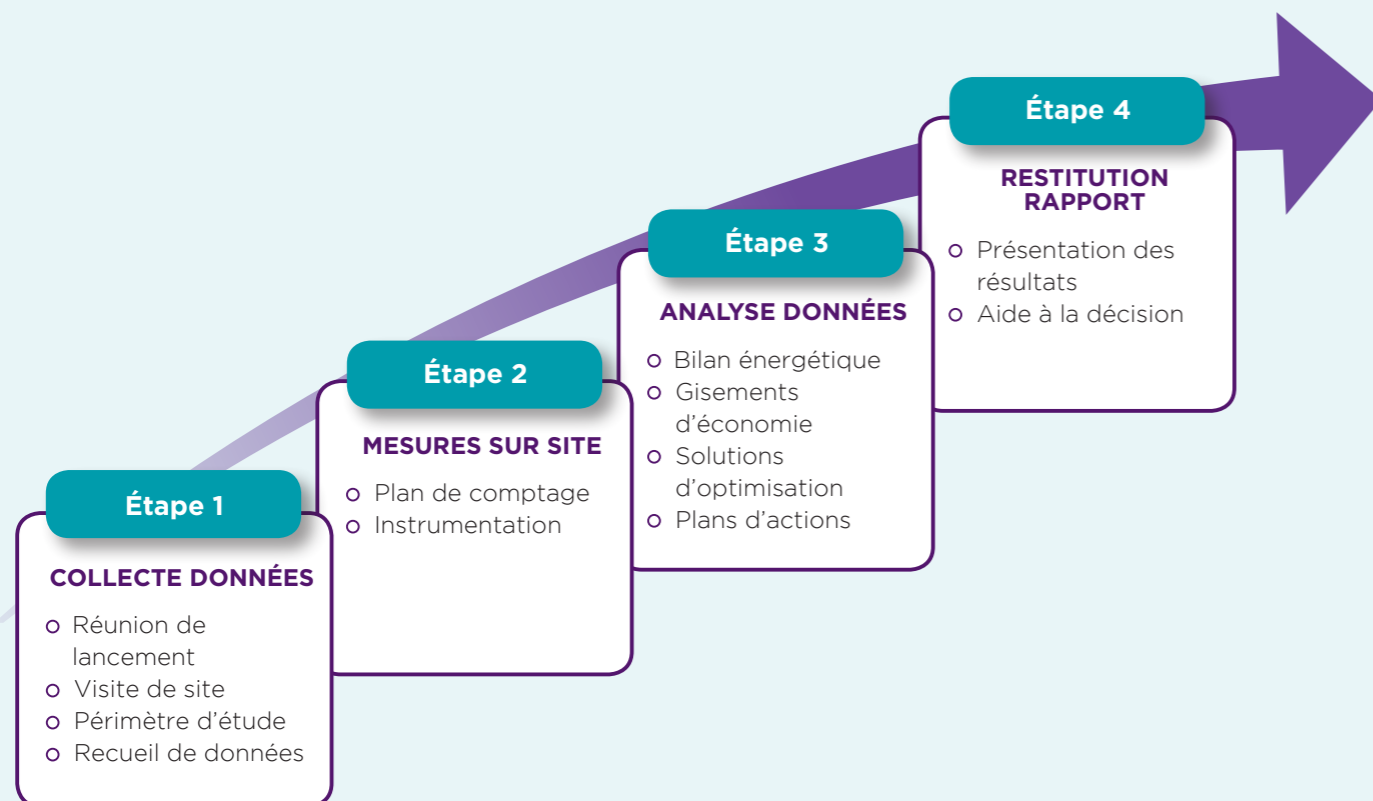 Étape 1
COLLECTE DONNÉES
Réunion de
lancement
Visite de site
Périmètre d’étude
Recueil de données
Étape 2
MESURES SUR SITE
Plan de comptage
Instrumentation
Étape 3
ANALYSE DONNÉES
Bilan énergétique
Gisements
d’économie
Solutions
d’optimisation
Plans d’actions
Étape 4
RESTITUTION
RAPPORT
Présentation des
résultats
Aide à la décision